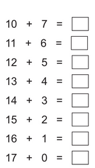 10 + 7 =
11 + 6 =
12 + 5 =
13 + 4 =
14 + 3 =
15 + 2 =
16 + 1 =
17 + 0 =